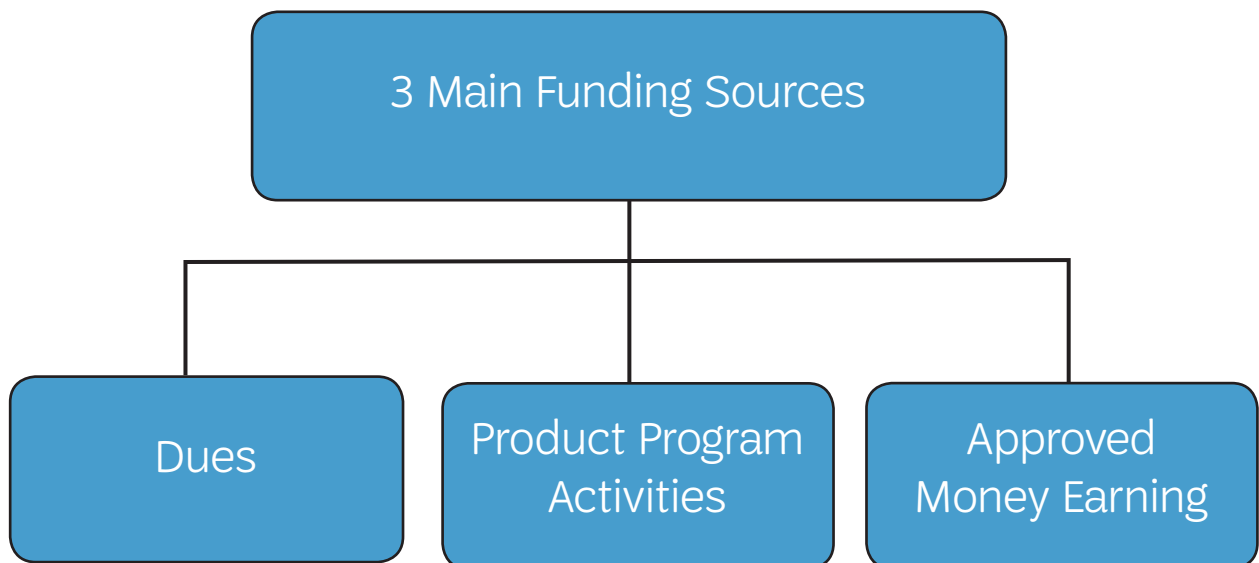 3 Main Funding Sources
Dues
Product Program
Activities
Approved
Money Earning